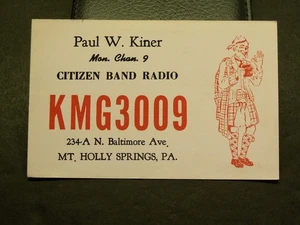 Paul W. Kiner
Mon. Chan. 9
CITIZEN BAND RADIO
KMG3009
234-A N. Baltimore Ave.
MT. HOLLY SPRINGS, PA.